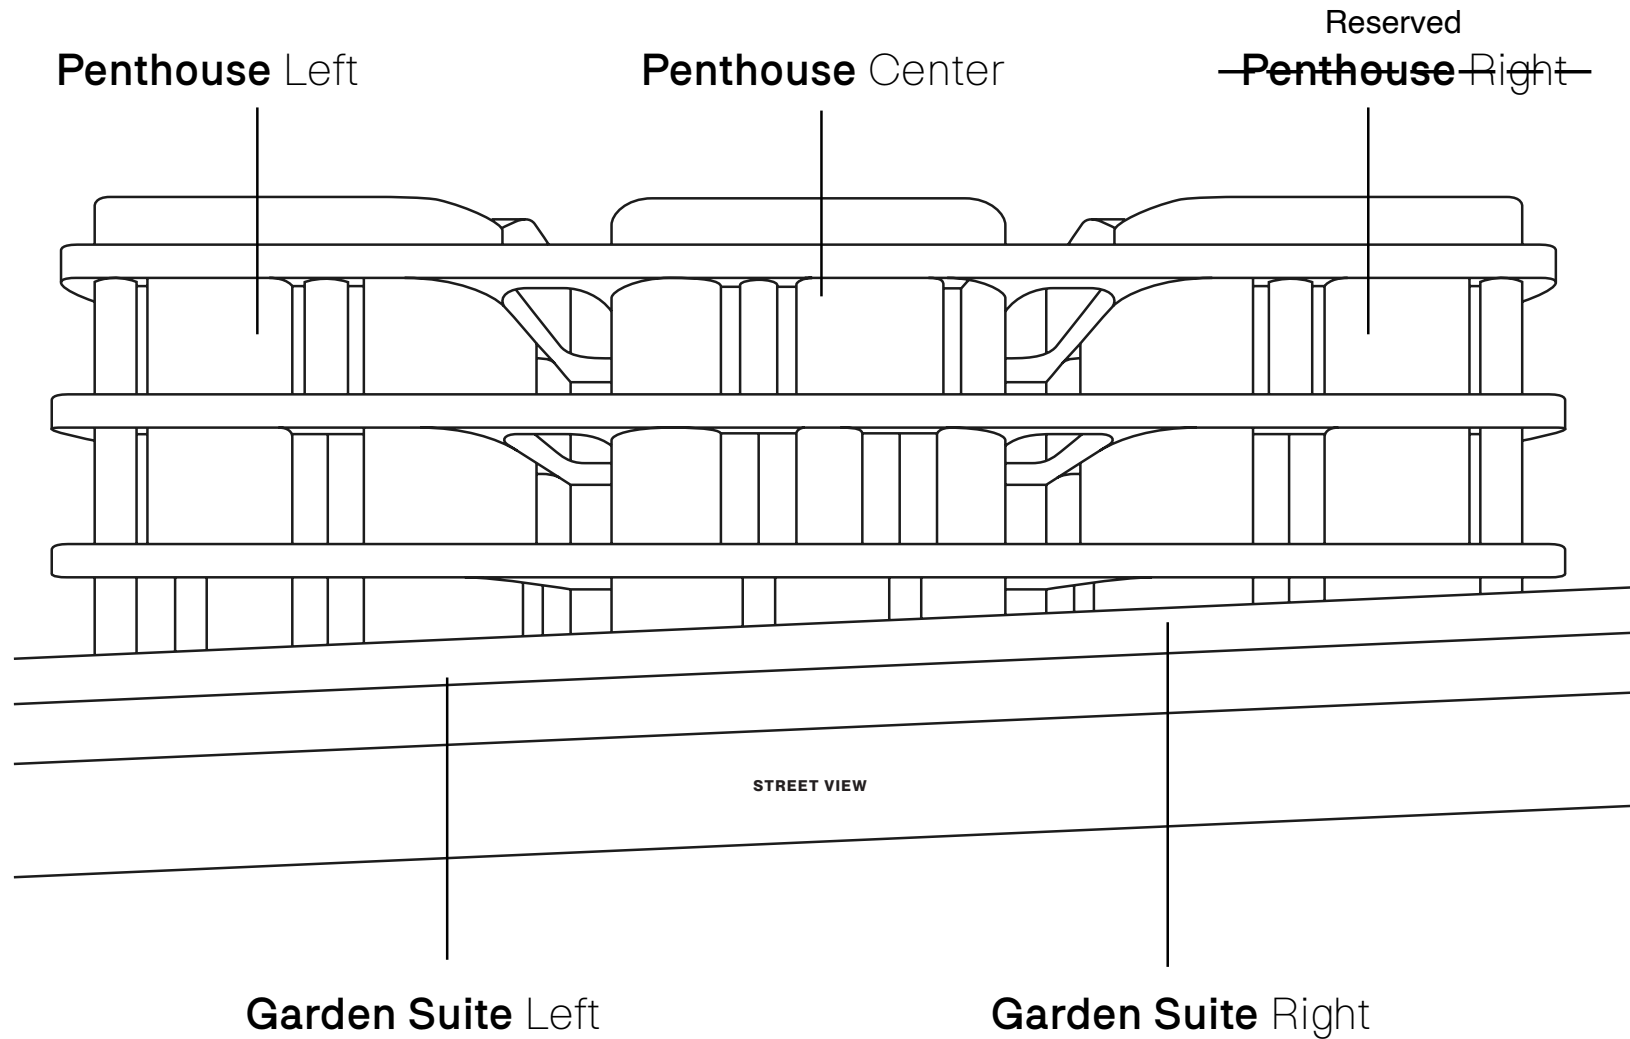 Reserved
Penthouse Left
Penthouse Center
Penthouse Right
STREET VIEW
Garden Suite Left
Garden Suite Right